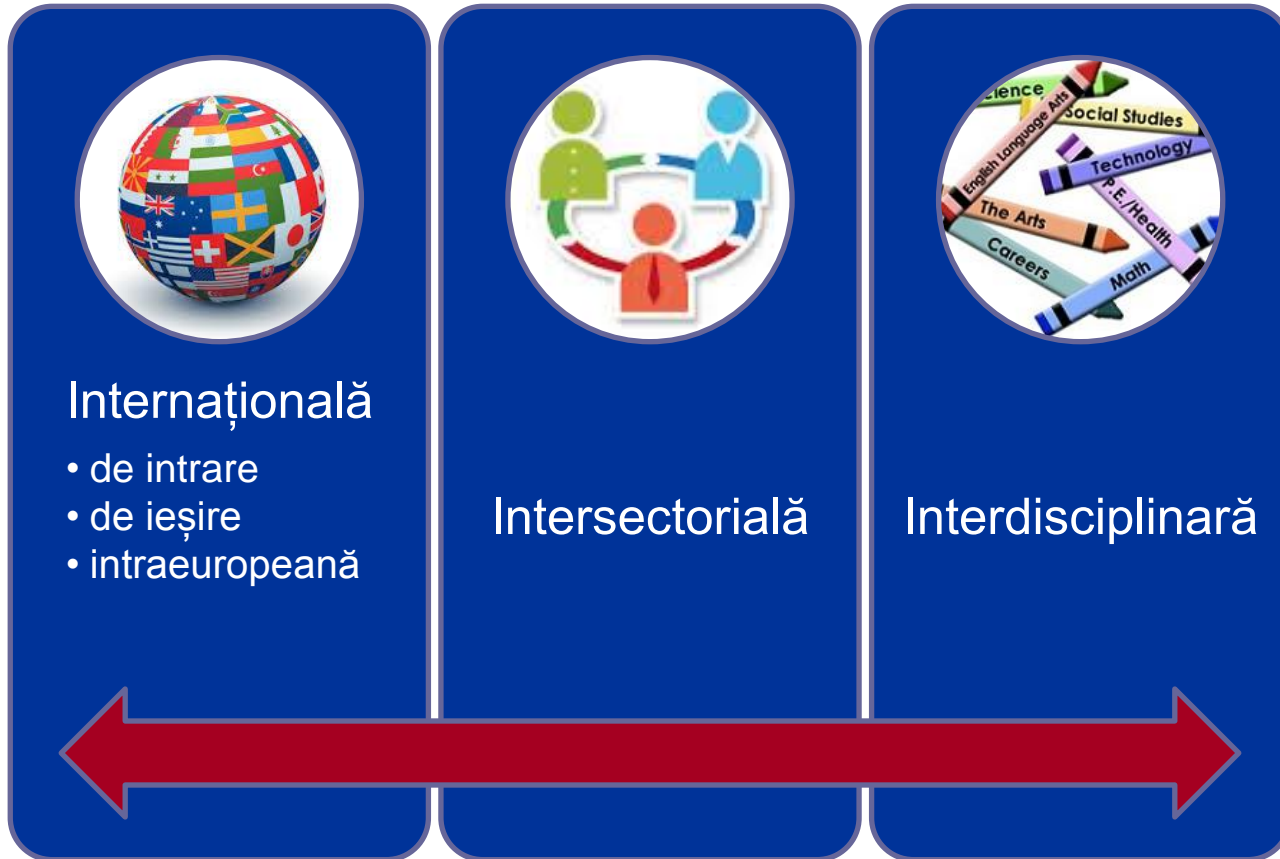 Internațională
• de intrare
• de ieșire
• intraeuropeană
Intersectorială
English Language Arts
Social Studies
Technology
P.E./Health
The Arts
Careers
Math
Interdisciplinară